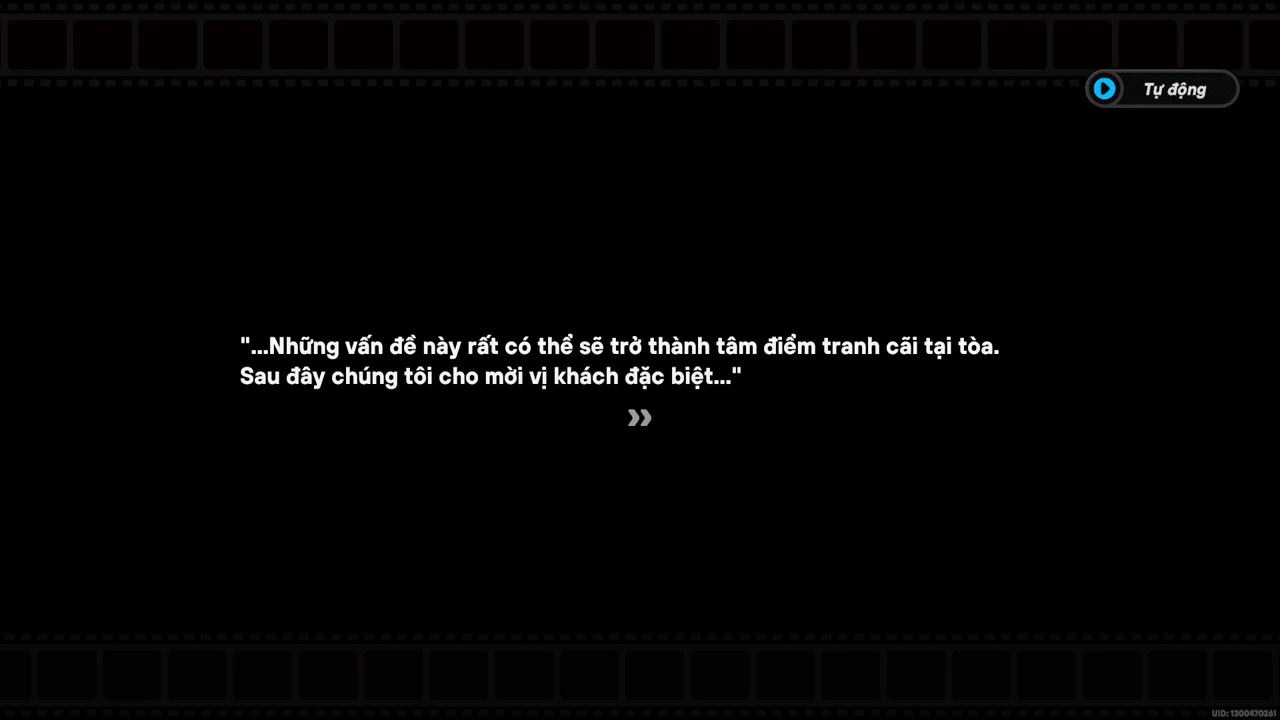 Tự động
"...Những vấn đề này rất có thể sẽ trở thành tâm điểm tranh cãi tại tòa.
Sau đây chúng tôi cho mời vị khách đặc biệt..."
UID: 1300470261